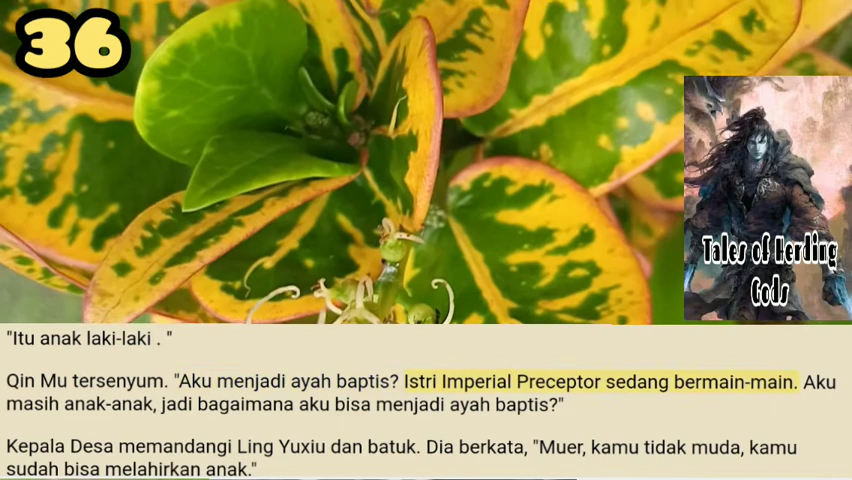 36
Tales of Herding
Gods
"Itu anak laki-laki . "
Qin Mu tersenyum. "Aku menjadi ayah baptis? Istri Imperial Preceptor sedang bermain-main. Aku
masih anak-anak, jadi bagaimana aku bisa menjadi ayah baptis?"
Kepala Desa memandangi Ling Yuxiu dan batuk. Dia berkata, "Muer, kamu tidak muda, kamu
sudah bisa melahirkan anak."